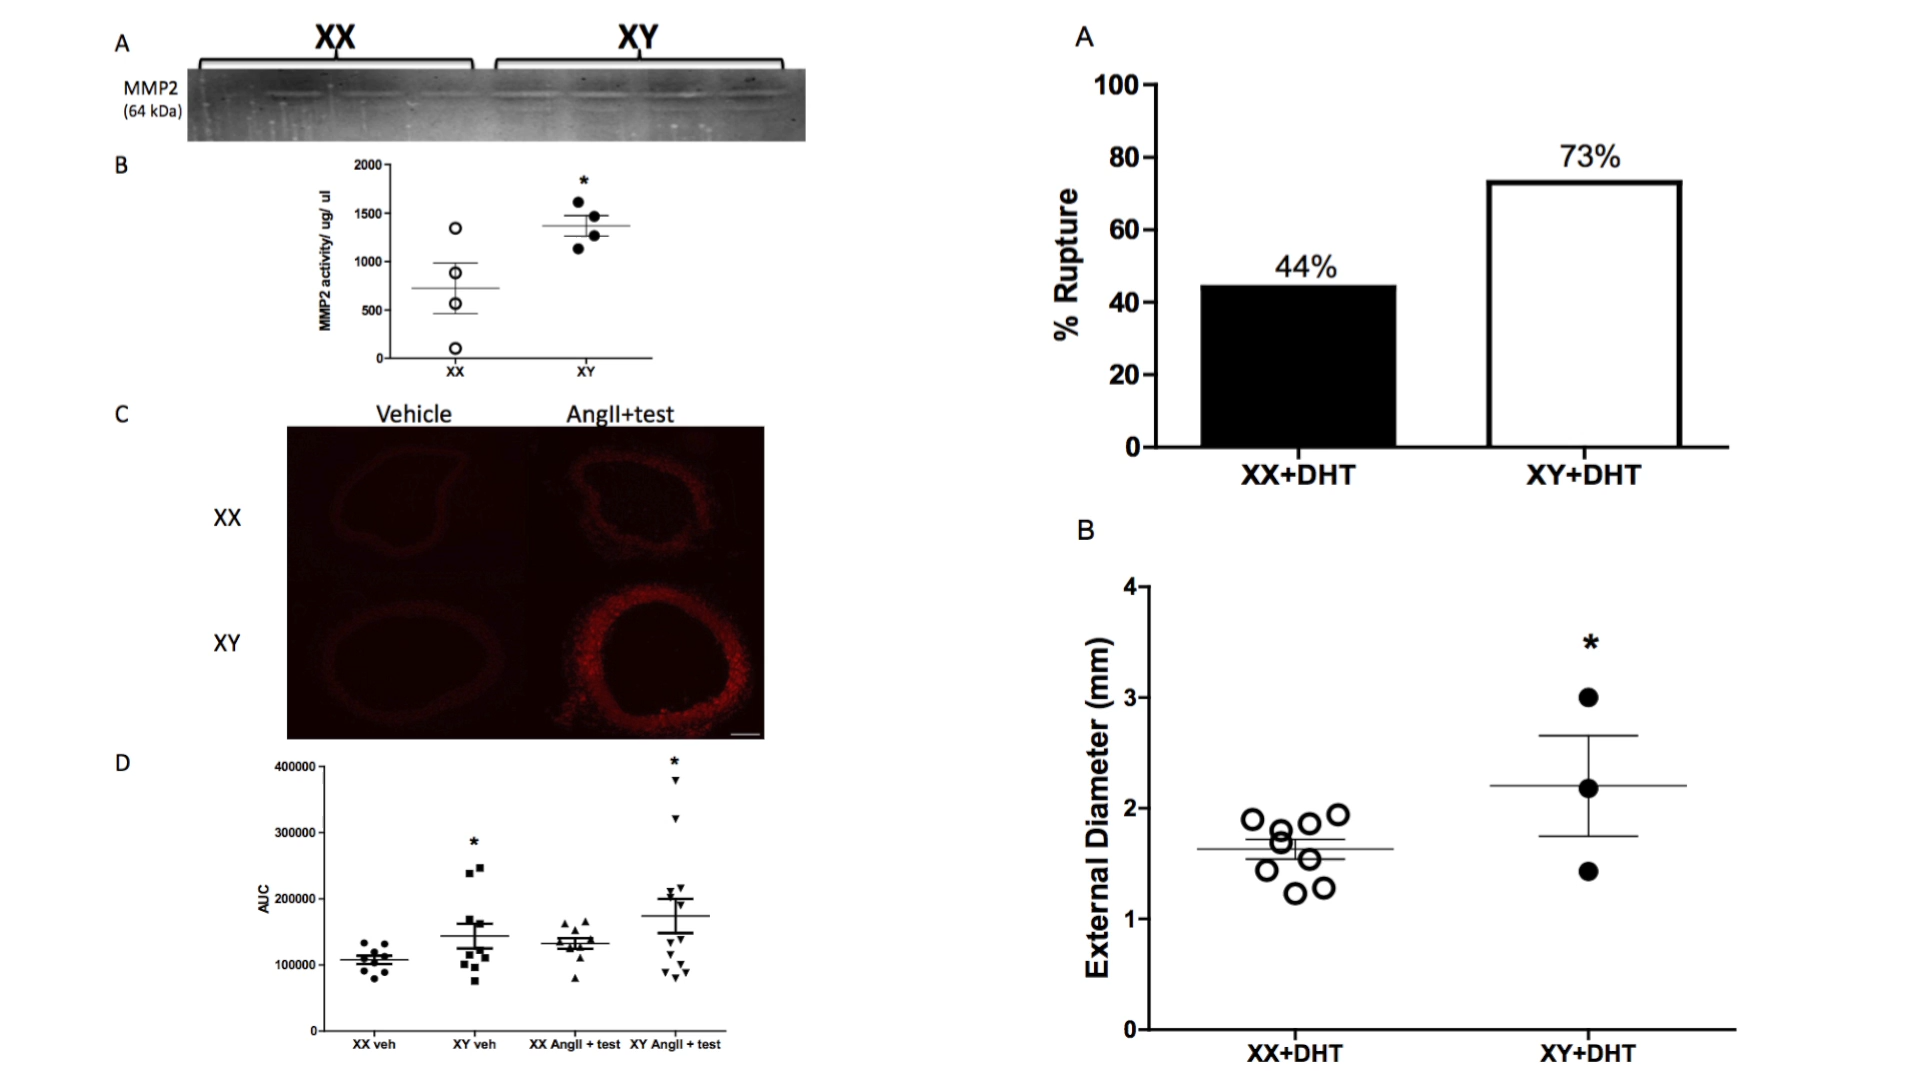 A
XX XY
MMP2
(64 kDa)
B
MMP2 activity/ ug/ ul
2000
1500
1000
500
0
*
XX XY
C
Vehicle AngII+test
XX
XY
D
AUC
400000
300000
200000
100000
0
*
*
XX veh XY veh XX AngII + test XY AngII + test
A
% Rupture
100
80
60
40
20
0
44%
73%
XX+DHT XY+DHT
B
External Diameter (mm)
4
3
2
1
0
*
XX+DHT XY+DHT